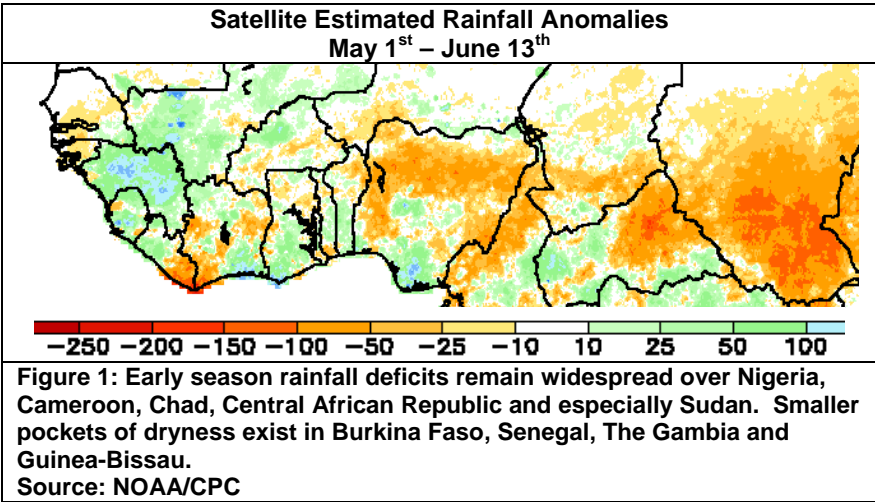 Satellite Estimated Rainfall Anomalies
May 1st – June 13th
−250 −200 −150 −100 −50 −25 −10 10 25 50 100
Figure 1: Early season rainfall deficits remain widespread over Nigeria,
Cameroon, Chad, Central African Republic and especially Sudan. Smaller
pockets of dryness exist in Burkina Faso, Senegal, The Gambia and
Guinea-Bissau.
Source: NOAA/CPC